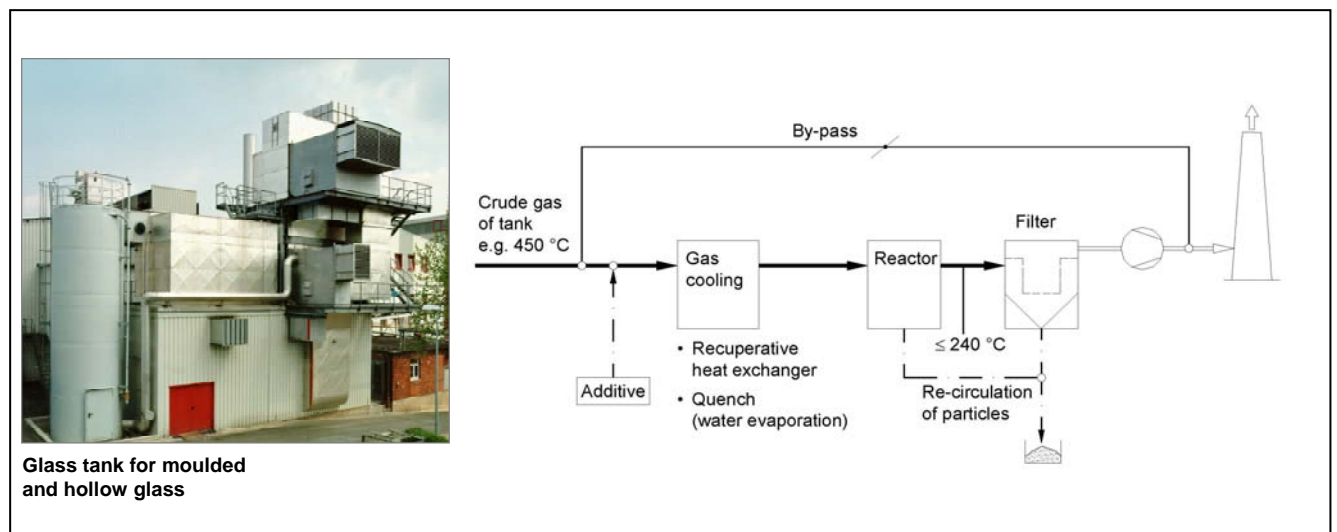 By-pass
Crude gas
of tank
e.g. 450 °C
Filter
Gas
cooling
Reactor
≤ 240 °C
• Recuperative
heat exchanger
• Quench
(water evaporation)
Additive
Re-circulation
of particles
Glass tank for moulded
and hollow glass